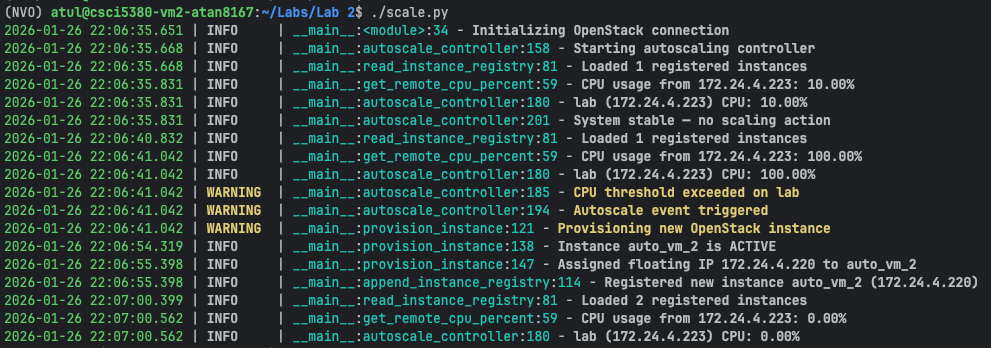 (NVO) atul@csci5380-vm2-atan8167:~/Labs/Lab 2$ ./scale.py
2026-01-26 22:06:35.651 | INFO     | __main__:<module>:34 - Initializing OpenStack connection
2026-01-26 22:06:35.668 | INFO     | __main__:autoscale_controller:158 - Starting autoscaling controller
2026-01-26 22:06:35.668 | INFO     | __main__:read_instance_registry:81 - Loaded 1 registered instances
2026-01-26 22:06:35.831 | INFO     | __main__:get_remote_cpu_percent:59 - CPU usage from 172.24.4.223: 10.00%
2026-01-26 22:06:35.831 | INFO     | __main__:autoscale_controller:180 - lab (172.24.4.223) CPU: 10.00%
2026-01-26 22:06:35.831 | INFO     | __main__:autoscale_controller:201 - System stable — no scaling action
2026-01-26 22:06:40.832 | INFO     | __main__:read_instance_registry:81 - Loaded 1 registered instances
2026-01-26 22:06:41.042 | INFO     | __main__:get_remote_cpu_percent:59 - CPU usage from 172.24.4.223: 100.00%
2026-01-26 22:06:41.042 | INFO     | __main__:autoscale_controller:180 - lab (172.24.4.223) CPU: 100.00%
2026-01-26 22:06:41.042 | WARNING  | __main__:autoscale_controller:185 - CPU threshold exceeded on lab
2026-01-26 22:06:41.042 | WARNING  | __main__:autoscale_controller:194 - Autoscale event triggered
2026-01-26 22:06:41.042 | WARNING  | __main__:provision_instance:121 - Provisioning new OpenStack instance
2026-01-26 22:06:54.319 | INFO     | __main__:provision_instance:138 - Instance auto_vm_2 is ACTIVE
2026-01-26 22:06:55.398 | INFO     | __main__:provision_instance:147 - Assigned floating IP 172.24.4.220 to auto_vm_2
2026-01-26 22:06:55.398 | INFO     | __main__:append_instance_registry:114 - Registered new instance auto_vm_2 (172.24.4.220)
2026-01-26 22:07:00.399 | INFO     | __main__:read_instance_registry:81 - Loaded 2 registered instances
2026-01-26 22:07:00.562 | INFO     | __main__:get_remote_cpu_percent:59 - CPU usage from 172.24.4.223: 0.00%
2026-01-26 22:07:00.562 | INFO     | __main__:autoscale_controller:180 - lab (172.24.4.223) CPU: 0.00%